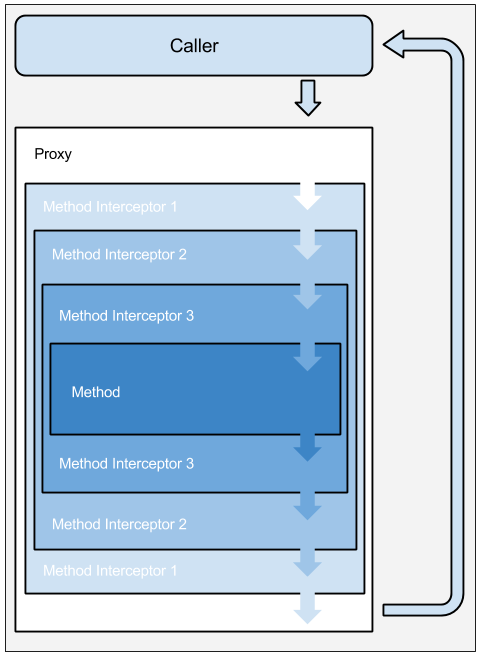 Caller
Proxy
Method Interceptor 1
Method Interceptor 2
Method Interceptor 3
Method
Method Interceptor 3
Method Interceptor 2
Method Interceptor 1